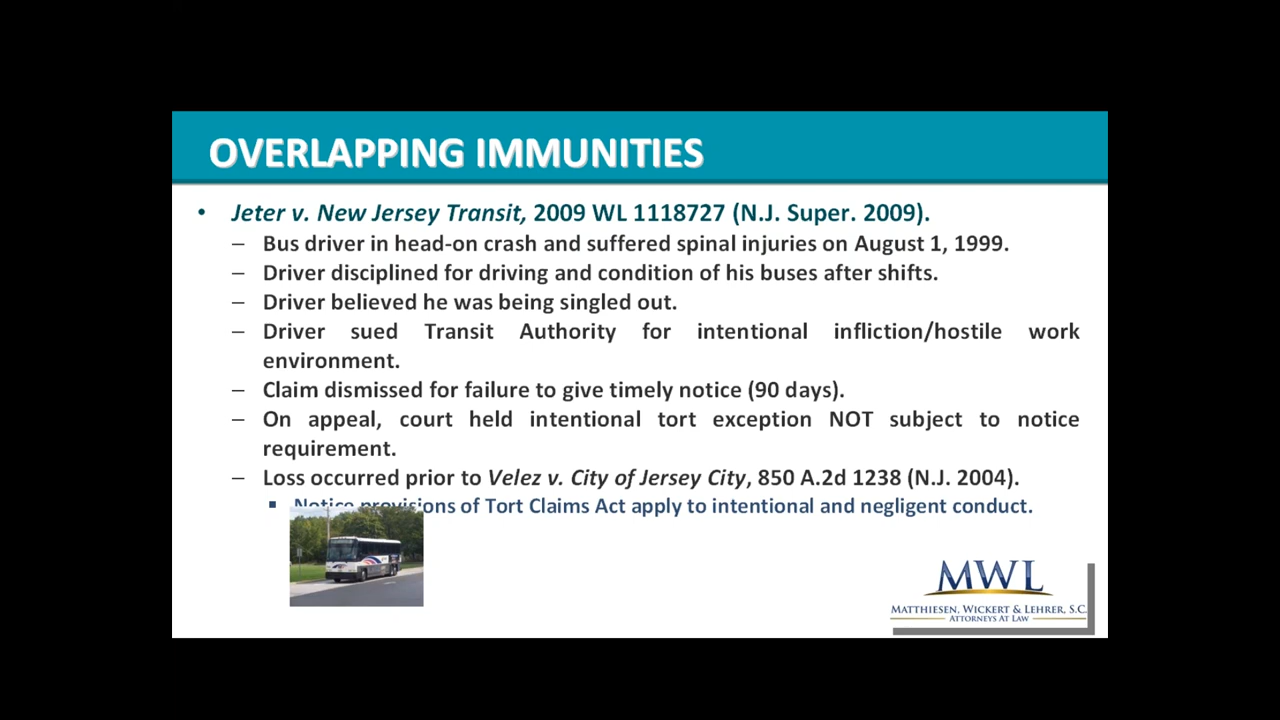 OVERLAPPING IMMUNITIES
• Jeter v. New Jersey Transit, 2009 WL 1118727 (N.J. Super. 2009).
– Bus driver in head-on crash and suffered spinal injuries on August 1, 1999.
– Driver disciplined for driving and condition of his buses after shifts.
– Driver believed he was being singled out.
– Driver sued Transit Authority for intentional infliction/hostile work
environment.
– Claim dismissed for failure to give timely notice (90 days).
– On appeal, court held intentional tort exception NOT subject to notice
requirement.
– Loss occurred prior to Velez v. City of Jersey City, 850 A.2d 1238 (N.J. 2004).
▪ Notice provisions of Tort Claims Act apply to intentional and negligent conduct.
MWL
MATTHIESEN, WICKERT & LEHRER, S.C.
ATTORNEYS AT LAW